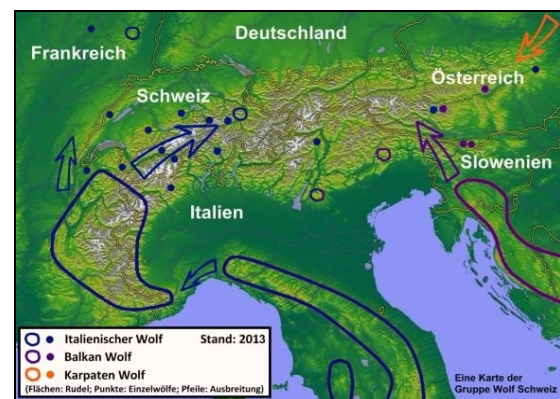 Deutschland
Frankreich
Österreich
Schweiz
Slowenien
Italien
Italienischer Wolf Stand: 2013
Balkan Wolf
Karpaten Wolf
(Flächen: Rudel; Punkte: Einzelwölfe; Pfeile: Ausbreitung)
Eine Karte der
Gruppe Wolf Schweiz